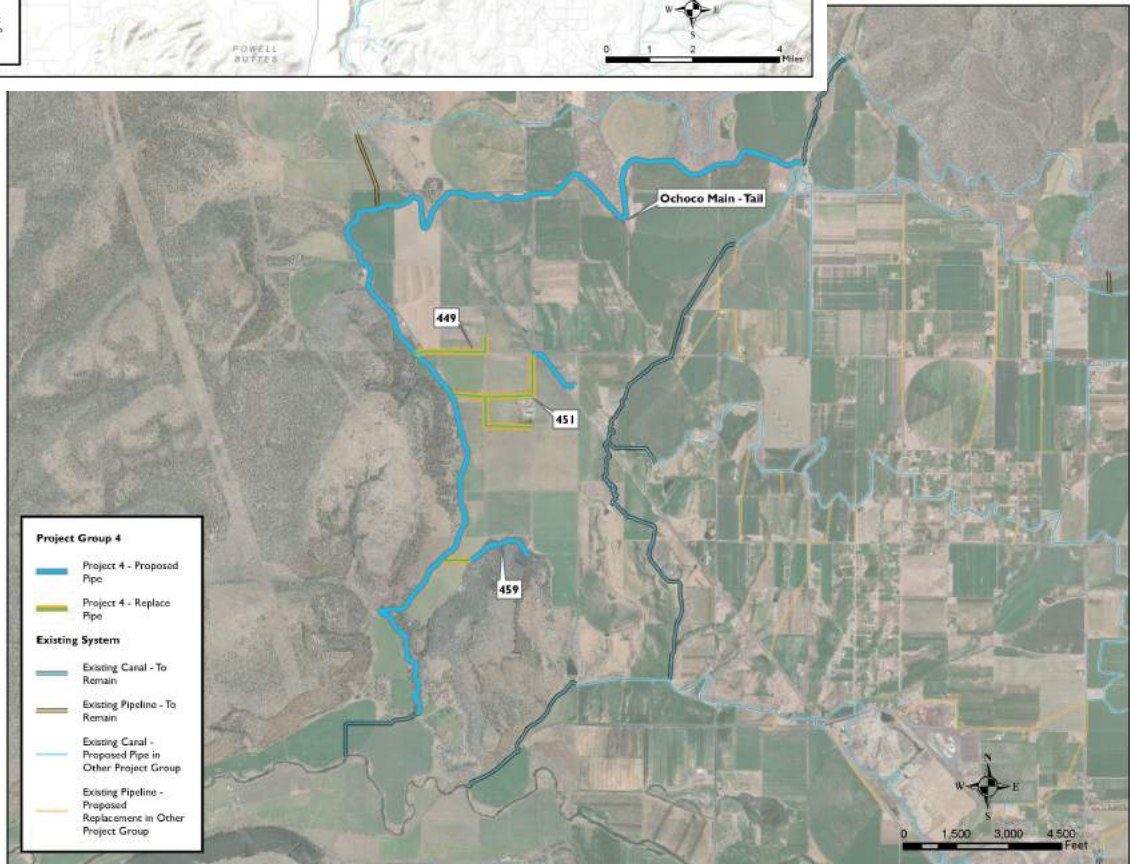 POWELL
BUTTES
W E
S
0 1 2 4
Miles
Ochoco Main - Tail
449
451
459
Project Group 4
Project 4 - Proposed
Pipe
Project 4 - Replace
Pipe
Existing System
Existing Canal - To
Remain
Existing Pipeline - To
Remain
Existing Canal -
Proposed Pipe in
Other Project Group
Existing Pipeline -
Proposed
Replacement in Other
Project Group
N
W E
S
0 1,500 3,000 4,500
Feet